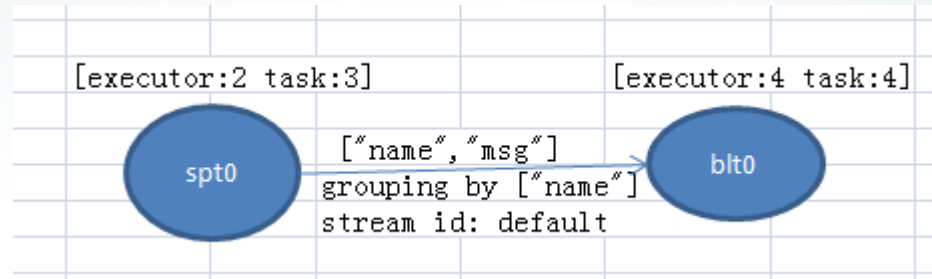 [executor:2 task:3]
[executor:4 task:4]
spt0
["name","msg"]
grouping by ["name"]
stream id: default
blt0